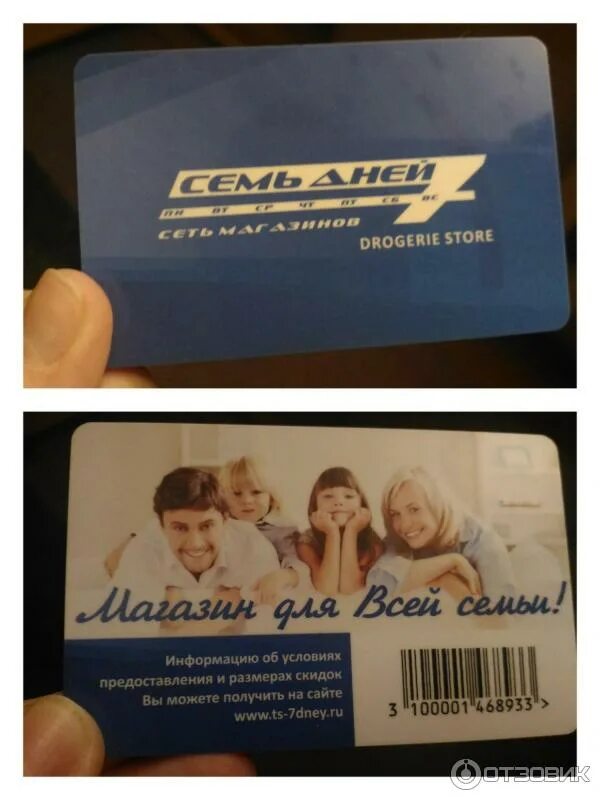 СЕМЬ ДНЕЙ 7
ПН ВТ СР ЧТ ПТ СБ ВС
СЕТЬ МАГАЗИНОВ
DROGERIE STORE
Магазин для Всей семьи!
Информацию об условиях
предоставления и размерах скидок
Вы можете получить на сайте
www.ts-7dney.ru
3 100001 468933 >
ОТЗОВИК